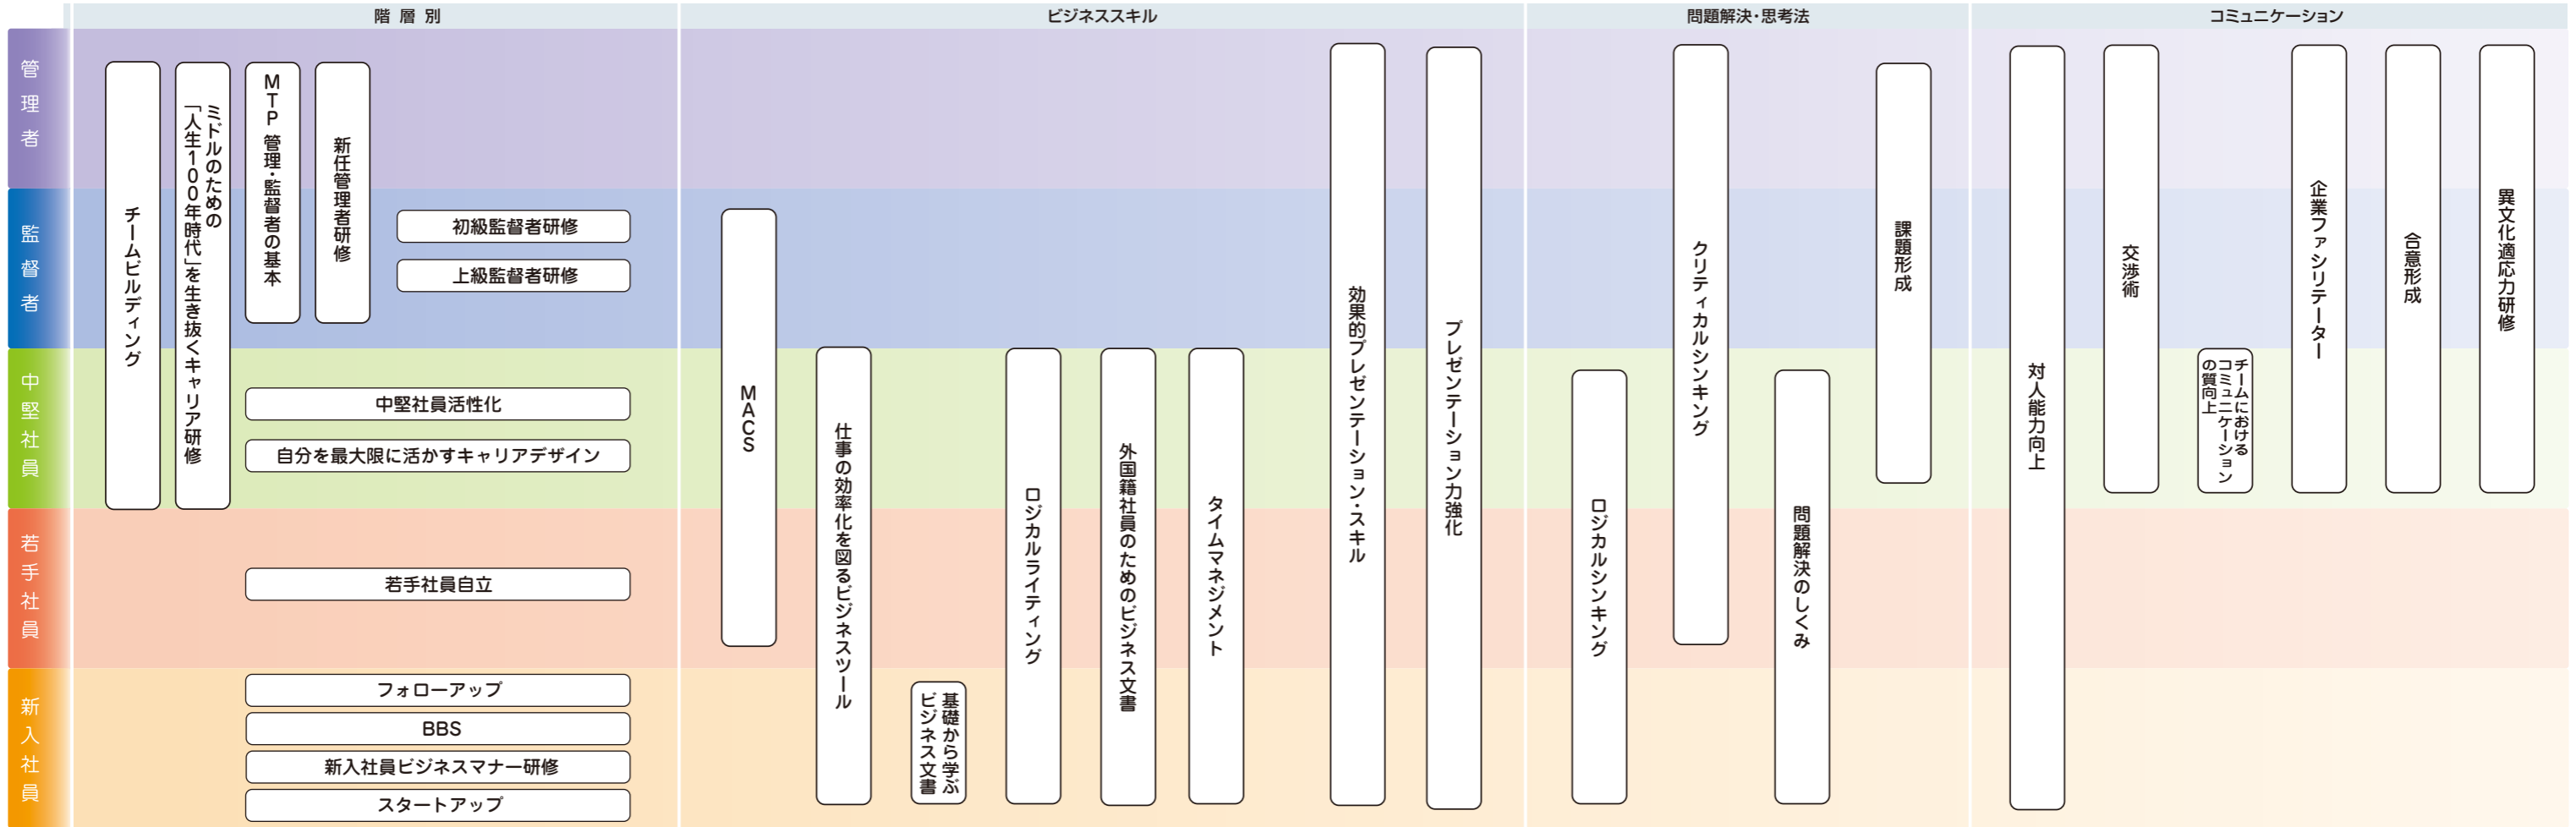 階層別
ビジネススキル
問題解決・思考法
コミュニケーション
管理者
監督者
中堅社員
若手社員
新入社員
チームビルディング
ミドルのための
「人生100年時代」を生き抜くキャリア研修
MTP 管理・監督者の基本
新任管理者研修
初級監督者研修
上級監督者研修
中堅社員活性化
自分を最大限に活かすキャリアデザイン
若手社員自立
フォローアップ
BBS
新入社員ビジネスマナー研修
スタートアップ
MACS
仕事の効率化を図るビジネスツール
基礎から学ぶ
ビジネス文書
ロジカルライティング
外国籍社員のためのビジネス文書
タイムマネジメント
効果的プレゼンテーション・スキル
プレゼンテーション力強化
ロジカルシンキング
クリティカルシンキング
問題解決のしくみ
課題形成
対人能力向上
交渉術
チームにおける
コミュニケーション
の質向上
企業ファシリテーター
合意形成
異文化適応力研修